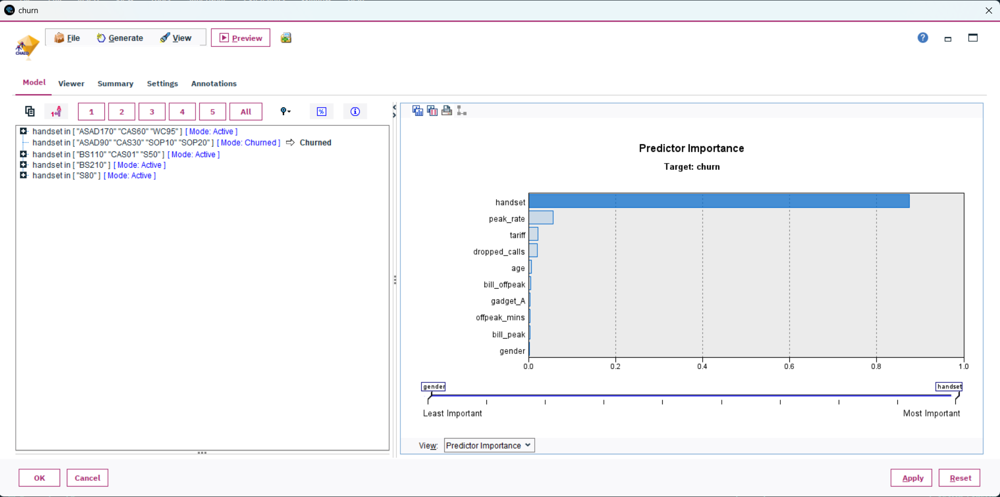 churn
File Generate View Preview
CHAID
Model Viewer Summary Settings Annotations
1 2 3 4 5 All %
handset in [ "ASAD170" "CAS60" "WC95" ] [ Mode: Active ]
handset in [ "ASAD90" "CAS30" "SOP10" "SOP20" ] [ Mode: Churned ] ⇨ Churned
handset in [ "BS110" "CAS01" "S50" ] [ Mode: Active ]
handset in [ "BS210" ] [ Mode: Active ]
handset in [ "S80" ] [ Mode: Active ]
Predictor Importance
Target: churn
handset
peak_rate
tariff
dropped_calls
age
bill_offpeak
gadget_A
offpeak_mins
bill_peak
gender
0.0 0.2 0.4 0.6 0.8 1.0
gender handset
Least Important Most Important
View: Predictor Importance
OK Cancel Apply Reset